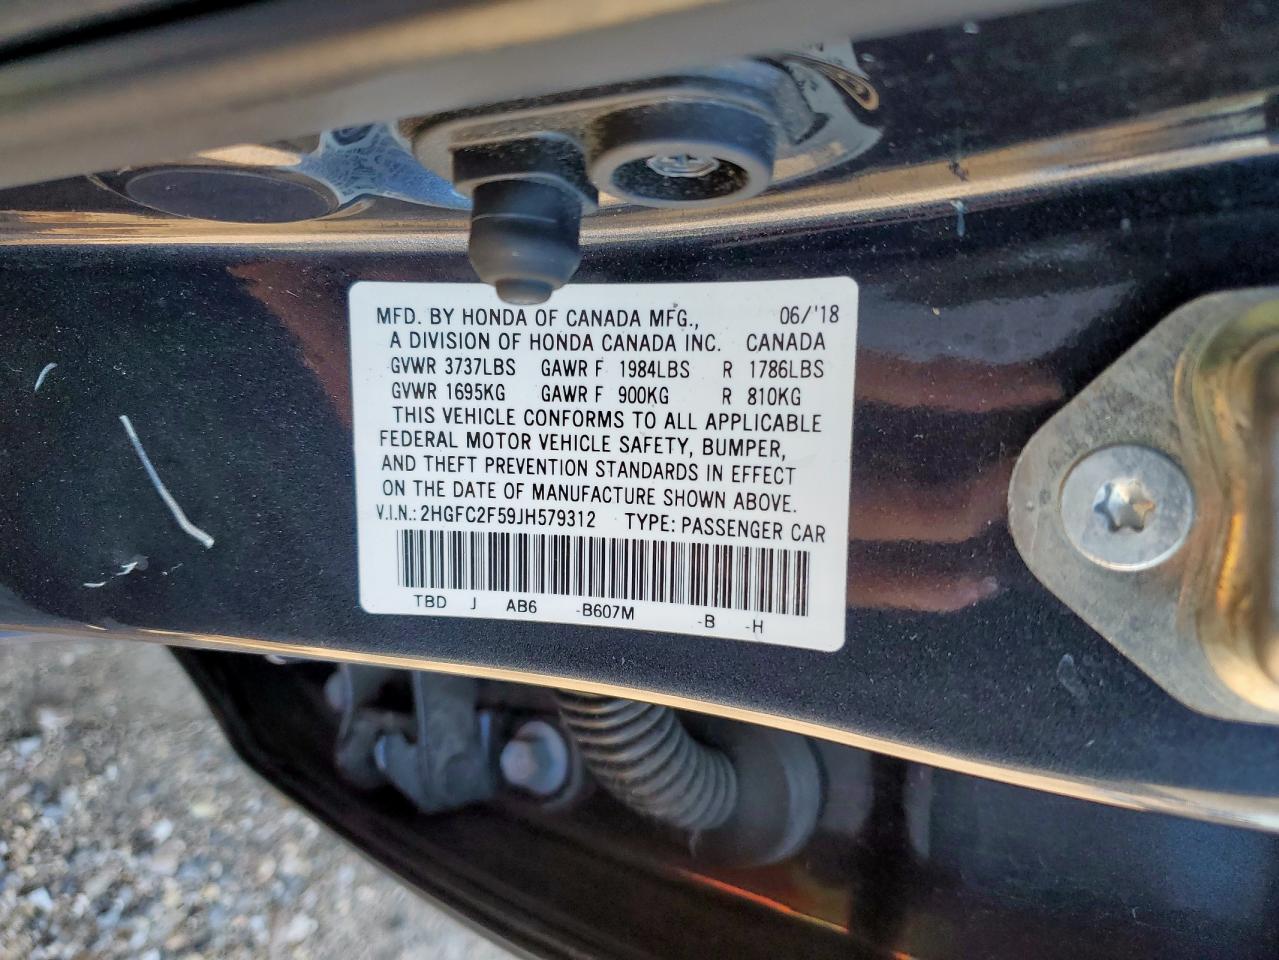 MFD. BY HONDA OF CANADA MFG., 06/'18
A DIVISION OF HONDA CANADA INC. CANADA
GVWR 3737LBS GAWR F 1984LBS R 1786LBS
GVWR 1695KG GAWR F 900KG R 810KG
THIS VEHICLE CONFORMS TO ALL APPLICABLE
FEDERAL MOTOR VEHICLE SAFETY, BUMPER,
AND THEFT PREVENTION STANDARDS IN EFFECT
ON THE DATE OF MANUFACTURE SHOWN ABOVE.
V.I.N.: 2HGFC2F59JH579312 TYPE: PASSENGER CAR
TBD J AB6 -B607M -B -H